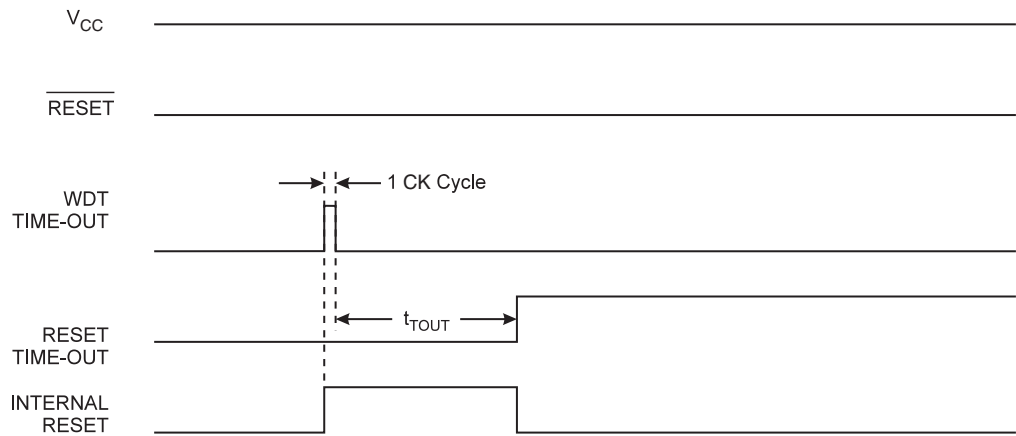 VCC
RESET
1 CK Cycle
WDT
TIME-OUT
tTOUT
RESET
TIME-OUT
INTERNAL
RESET